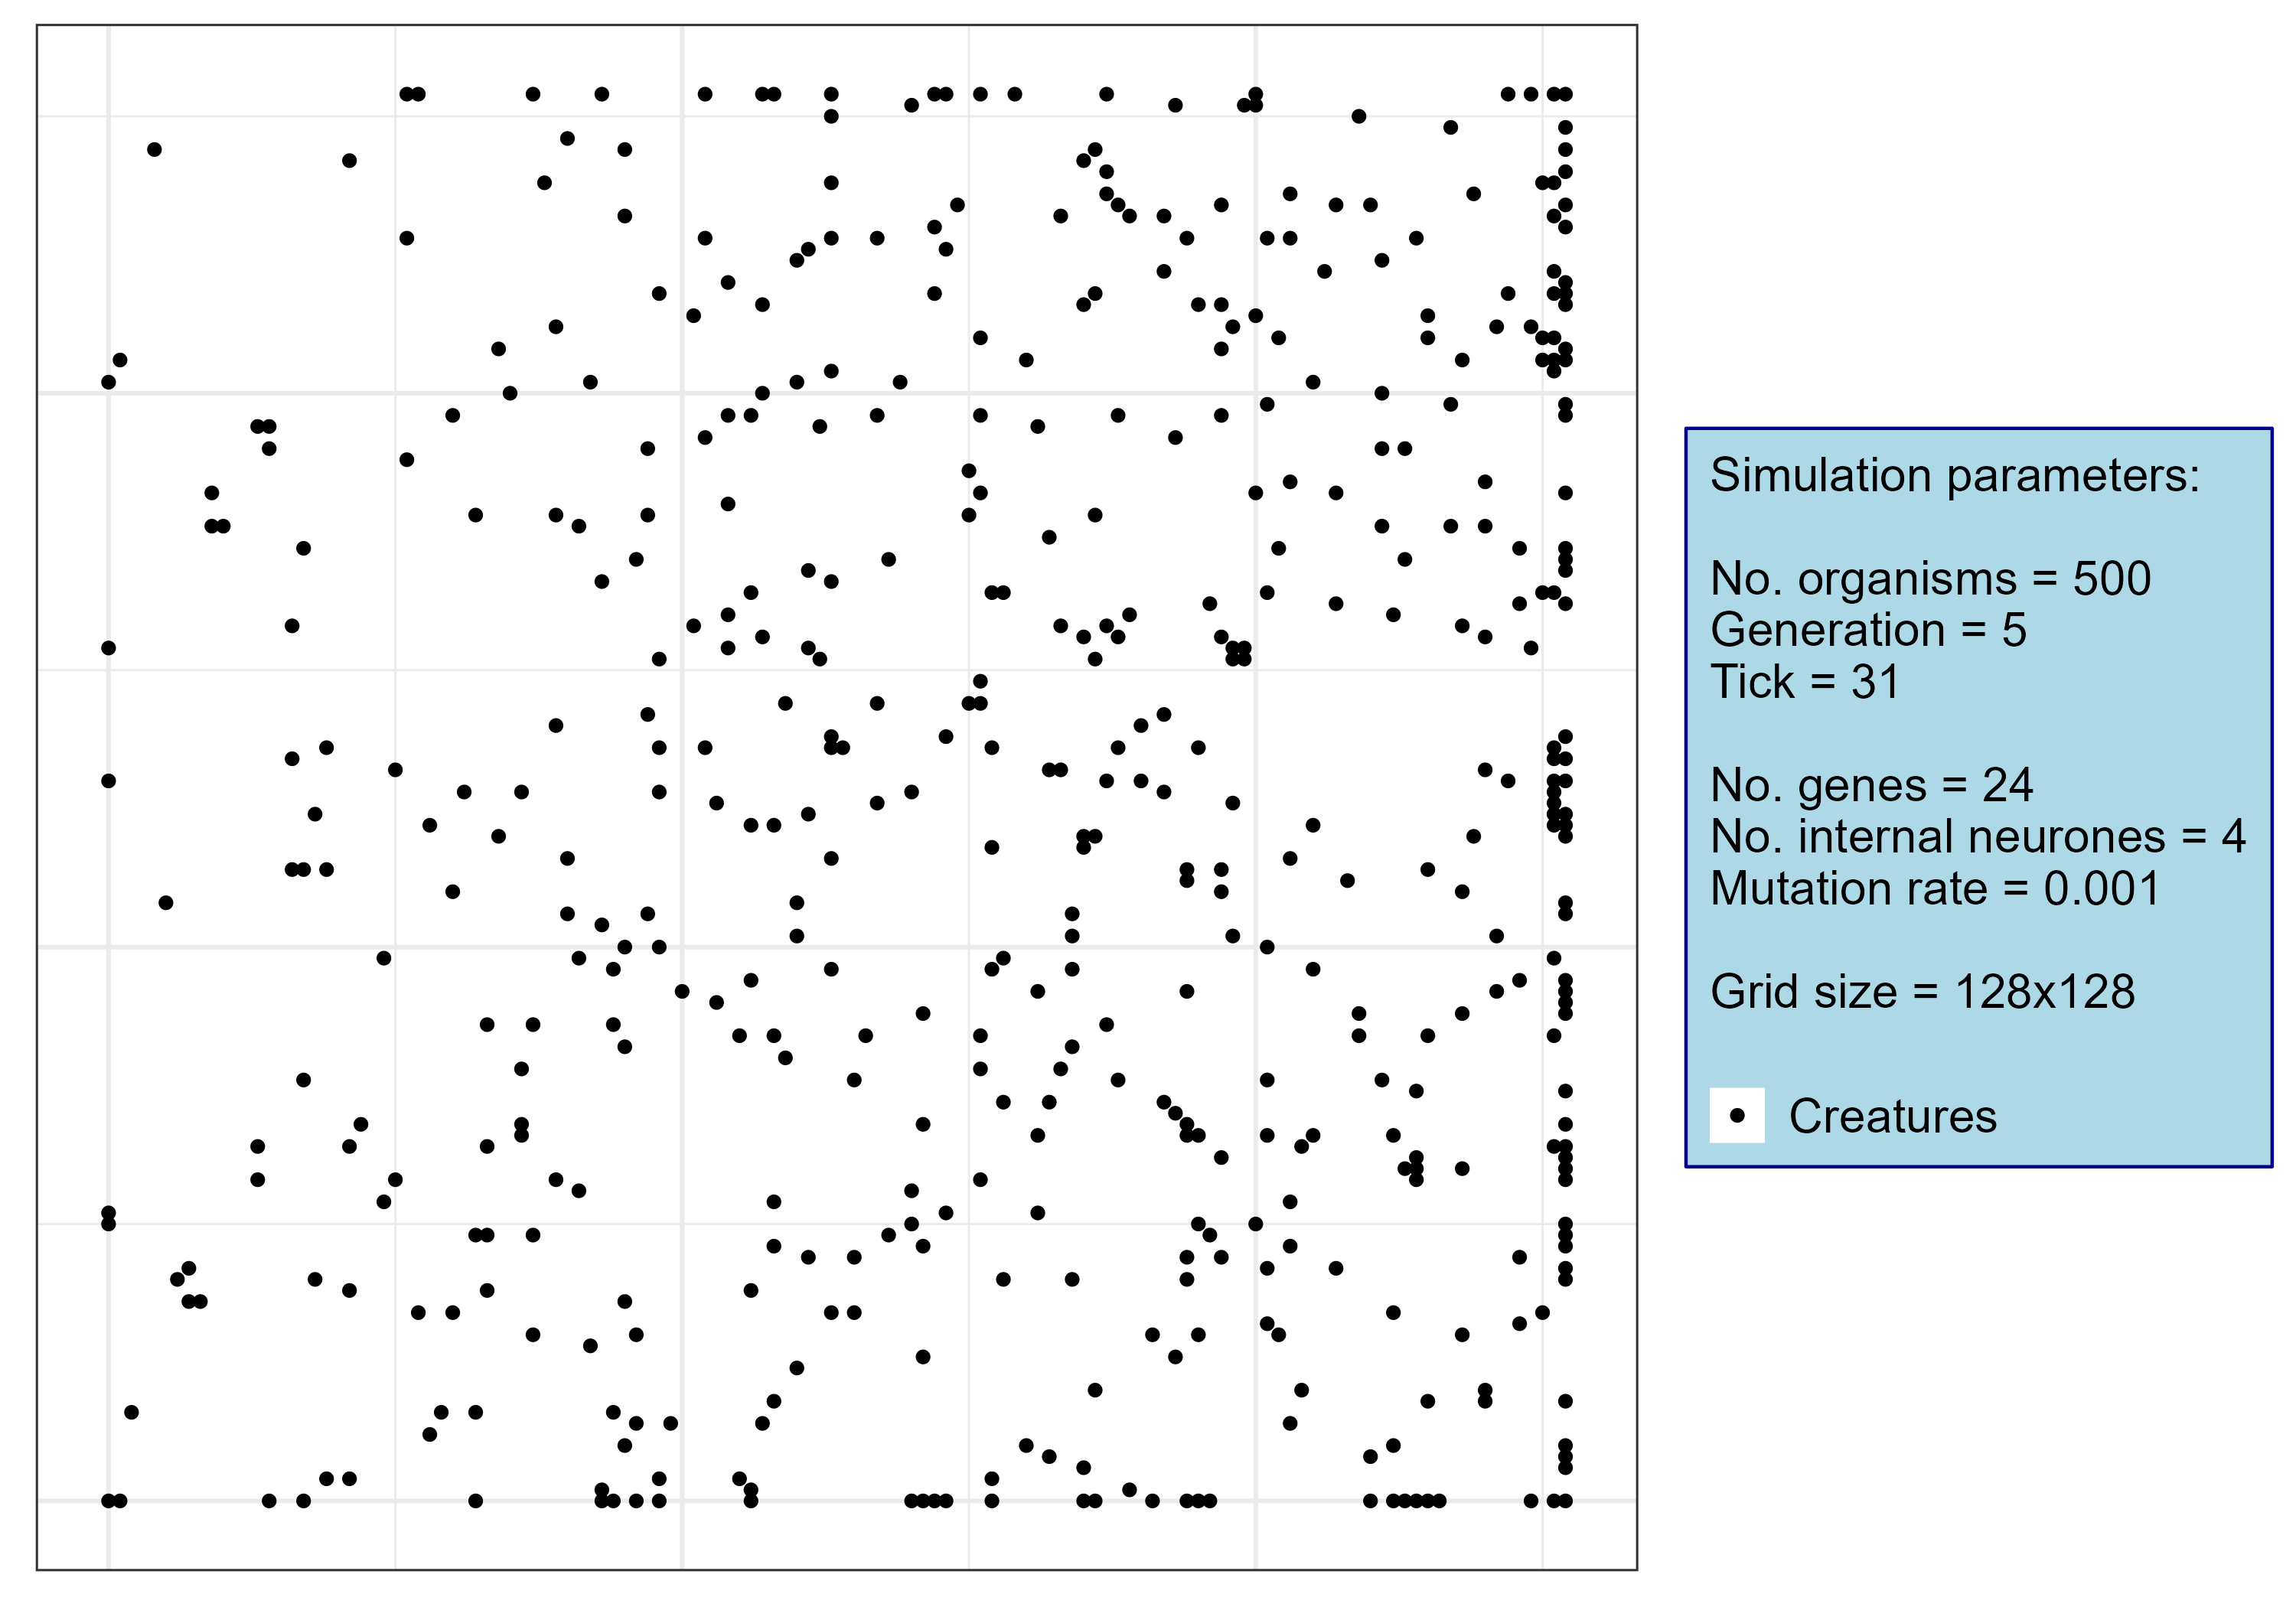 Simulation parameters:
No. organisms = 500
Generation = 5
Tick = 31
No. genes = 24
No. internal neurones = 4
Mutation rate = 0.001
Grid size = 128x128
Creatures